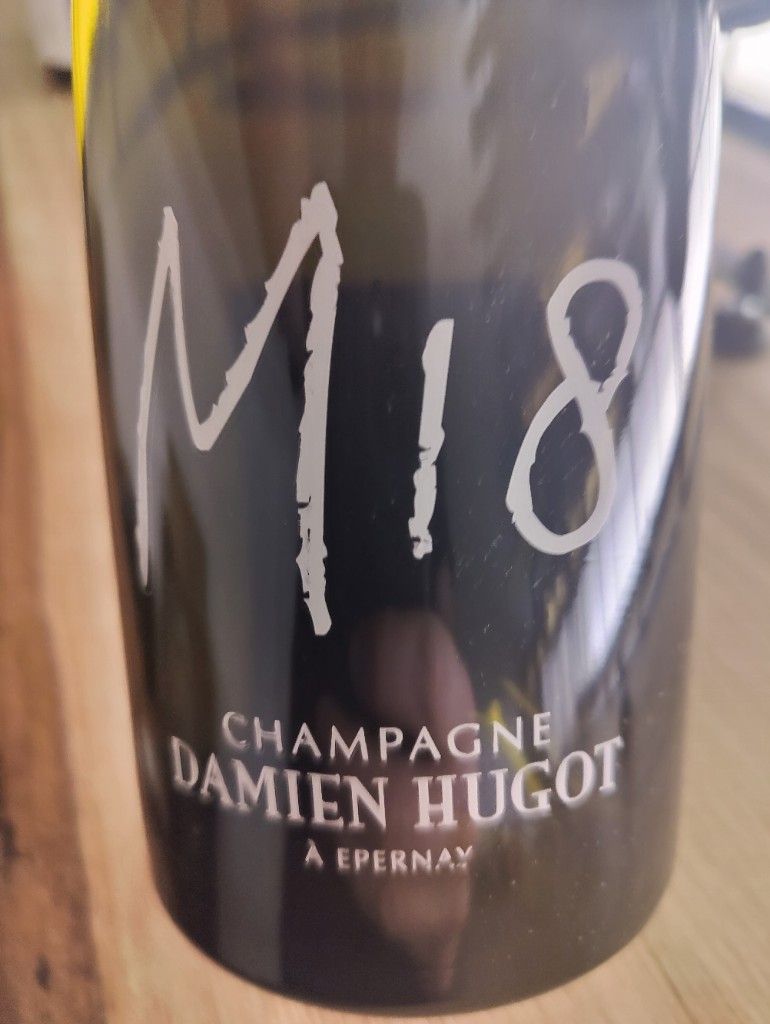 M18
CHAMPAGNE
DAMIEN HUGOT
À EPERNAY